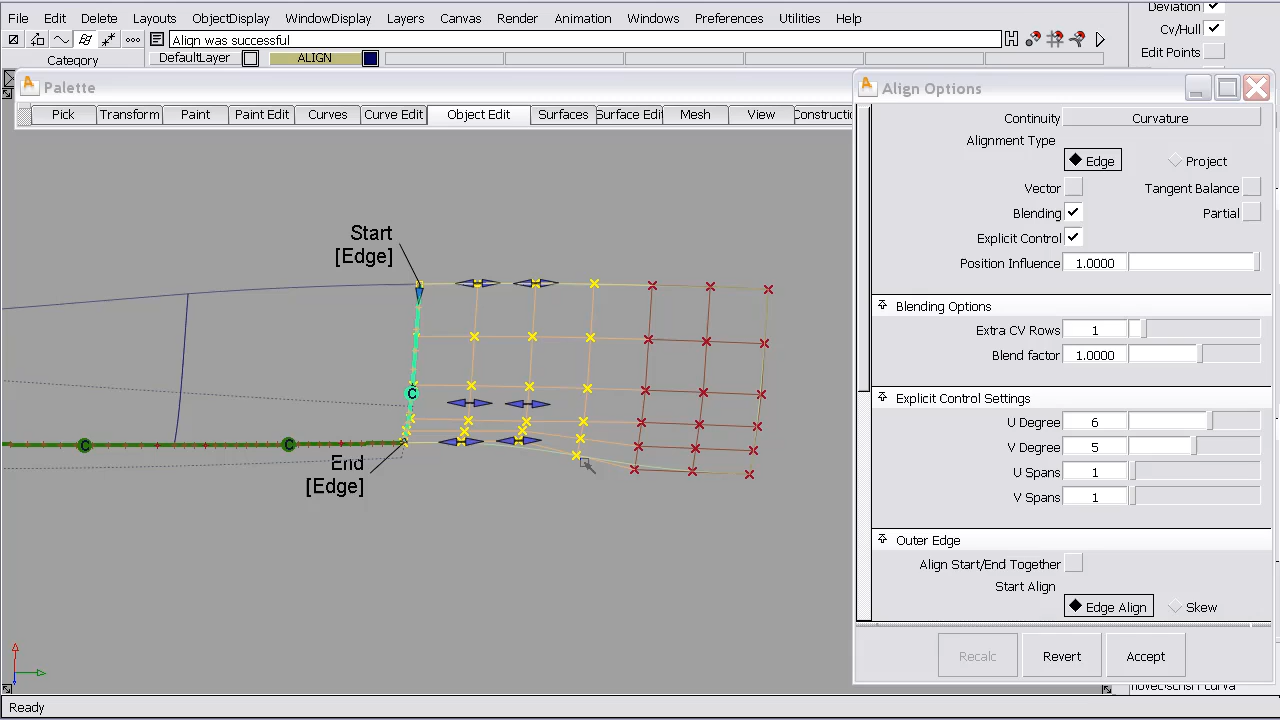 File Edit Delete Layouts ObjectDisplay WindowDisplay Layers Canvas Render Animation Windows Preferences Utilities Help
Deviation
Align was successful
Cv/Hull
Edit Points
Category
DefaultLayer
ALIGN
Palette
Pick Transform Paint Paint Edit Curves Curve Edit Object Edit Surfaces Surface Edit Mesh View Constructio
Align Options
Continuity Curvature
Alignment Type
Edge Project
Vector Tangent Balance
Blending Partial
Explicit Control
Position Influence 1.0000
Blending Options
Extra CV Rows 1
Blend factor 1.0000
Explicit Control Settings
U Degree 6
V Degree 5
U Spans 1
V Spans 1
Outer Edge
Align Start/End Together
Start Align
Edge Align Skew
Recalc Revert Accept
Start
[Edge]
C
C
C
End
[Edge]
Ready